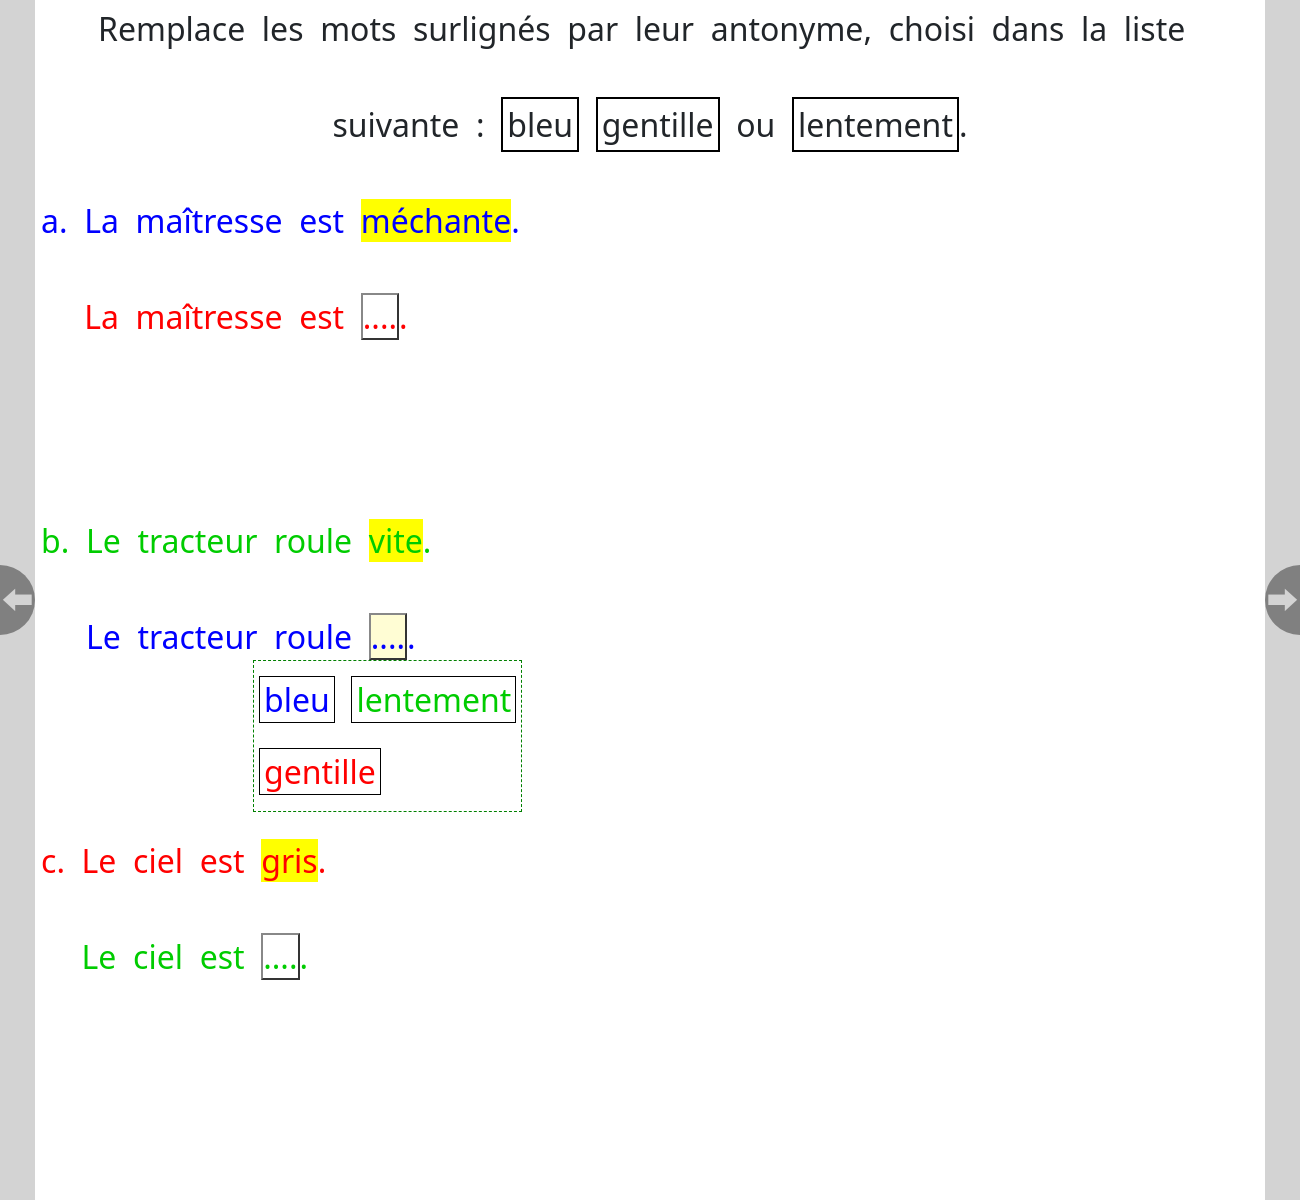 Remplace les mots surlignés par leur antonyme, choisi dans la liste
suivante : bleu gentille ou lentement.
a. La maîtresse est méchante.
La maîtresse est .....
b. Le tracteur roule vite.
Le tracteur roule .....
bleu lentement
gentille
c. Le ciel est gris.
Le ciel est .....